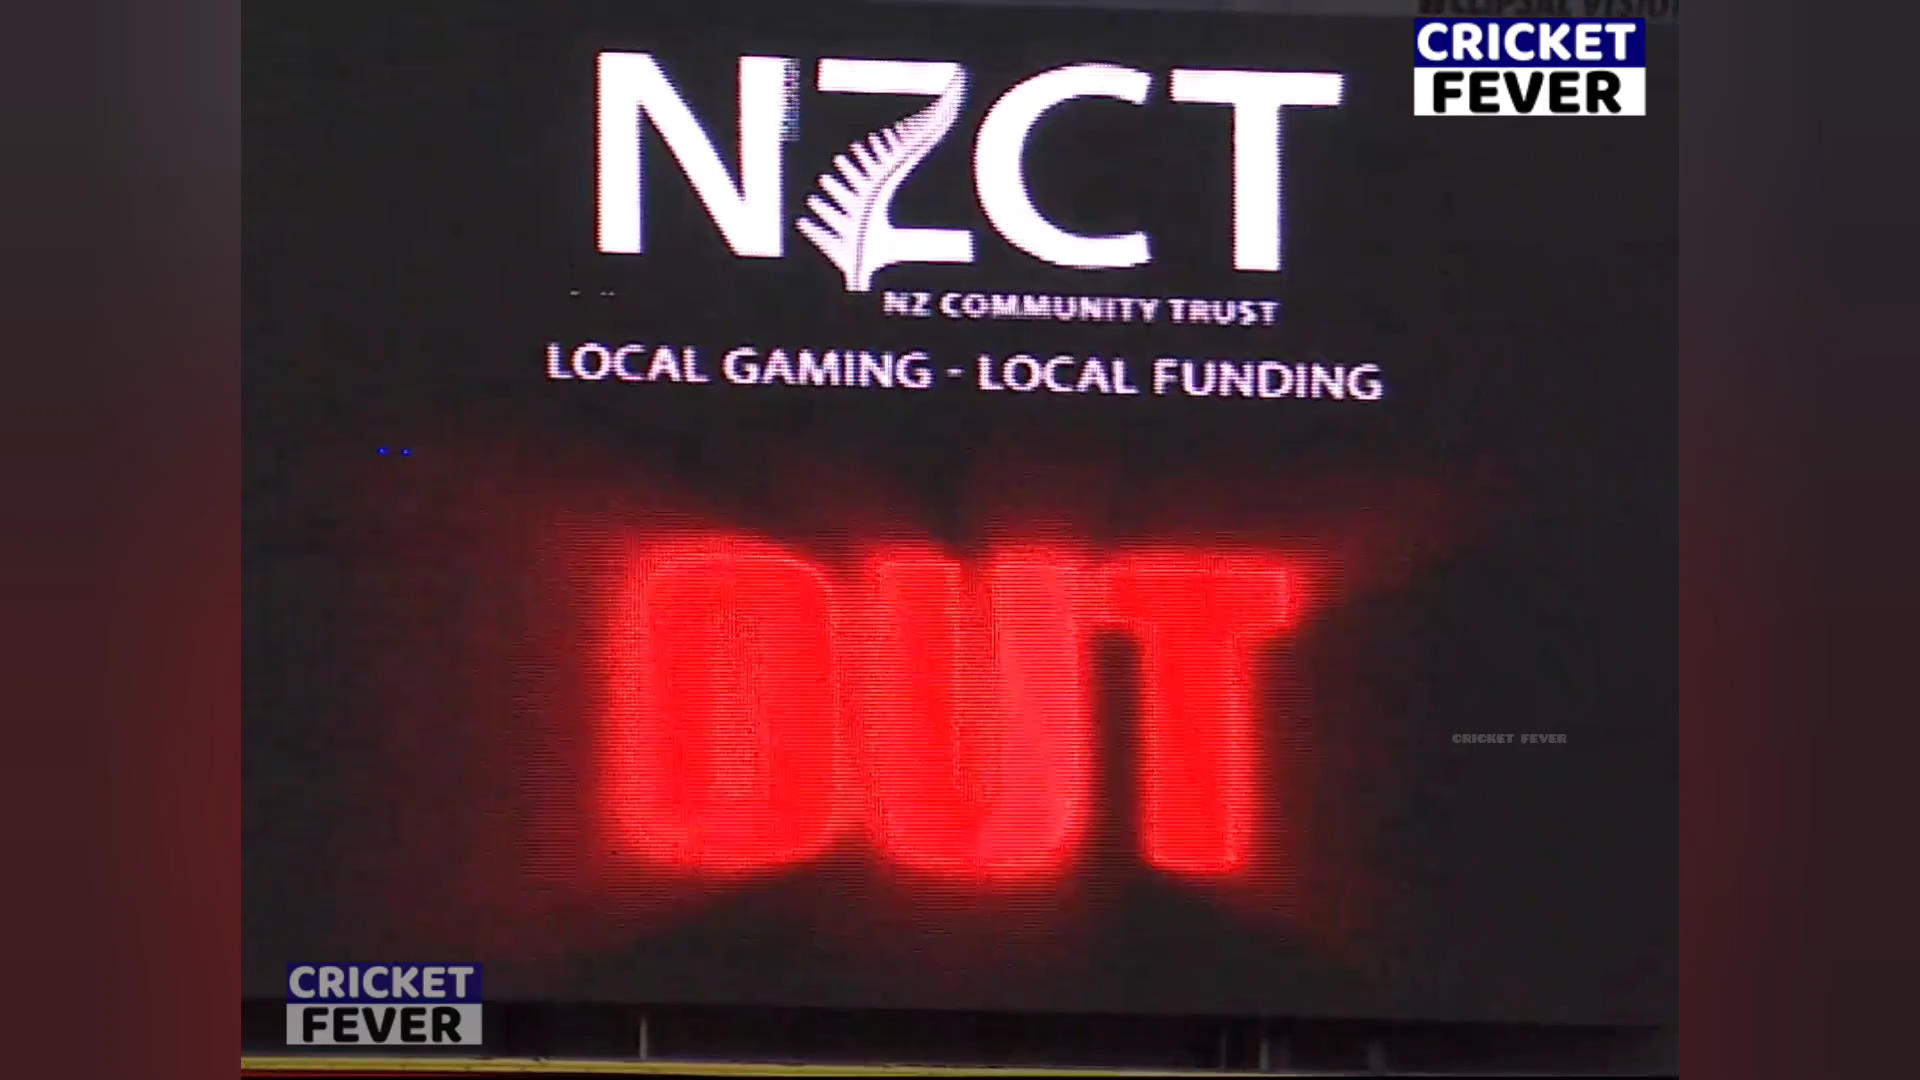 CRICKET
FEVER
NZCT
NZ COMMUNITY TRUST
LOCAL GAMING - LOCAL FUNDING
OUT
CRICKET FEVER
CRICKET
FEVER